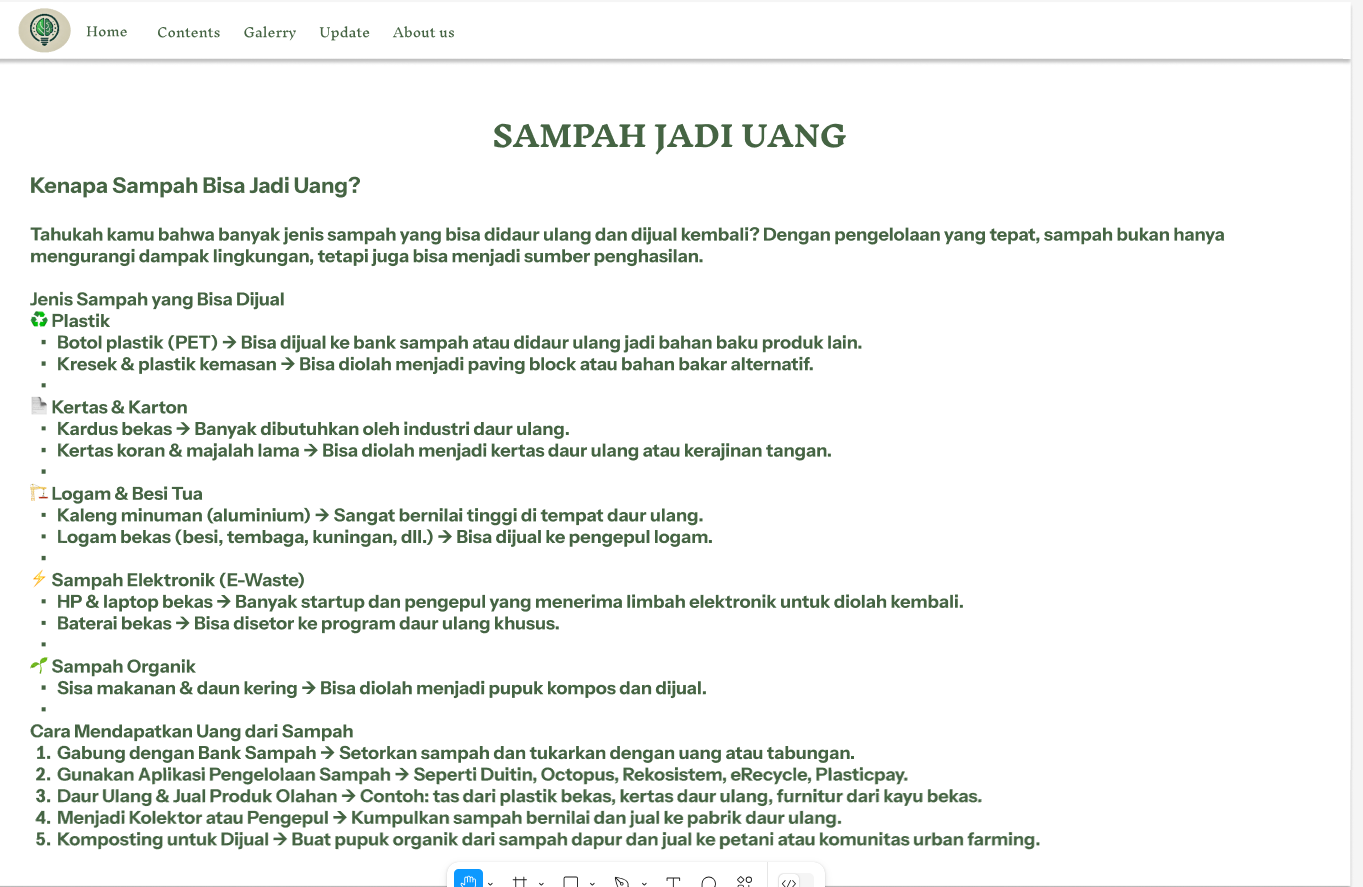 Home Contents Galerry Update About us
SAMPAH JADI UANG
Kenapa Sampah Bisa Jadi Uang?
Tahukah kamu bahwa banyak jenis sampah yang bisa didaur ulang dan dijual kembali? Dengan pengelolaan yang tepat, sampah bukan hanya
mengurangi dampak lingkungan, tetapi juga bisa menjadi sumber penghasilan.
Jenis Sampah yang Bisa Dijual
♻️ Plastik
▪ Botol plastik (PET) → Bisa dijual ke bank sampah atau didaur ulang jadi bahan baku produk lain.
▪ Kresek & plastik kemasan → Bisa diolah menjadi paving block atau bahan bakar alternatif.
▪
📄 Kertas & Karton
▪ Kardus bekas → Banyak dibutuhkan oleh industri daur ulang.
▪ Kertas koran & majalah lama → Bisa diolah menjadi kertas daur ulang atau kerajinan tangan.
▪
🏗️ Logam & Besi Tua
▪ Kaleng minuman (aluminium) → Sangat bernilai tinggi di tempat daur ulang.
▪ Logam bekas (besi, tembaga, kuningan, dll.) → Bisa dijual ke pengepul logam.
▪
⚡ Sampah Elektronik (E-Waste)
▪ HP & laptop bekas → Banyak startup dan pengepul yang menerima limbah elektronik untuk diolah kembali.
▪ Baterai bekas → Bisa disetor ke program daur ulang khusus.
▪
🌱 Sampah Organik
▪ Sisa makanan & daun kering → Bisa diolah menjadi pupuk kompos dan dijual.
▪
Cara Mendapatkan Uang dari Sampah
1. Gabung dengan Bank Sampah → Setorkan sampah dan tukarkan dengan uang atau tabungan.
2. Gunakan Aplikasi Pengelolaan Sampah → Seperti Duitin, Octopus, Rekosistem, eRecycle, Plasticpay.
3. Daur Ulang & Jual Produk Olahan → Contoh: tas dari plastik bekas, kertas daur ulang, furnitur dari kayu bekas.
4. Menjadi Kolektor atau Pengepul → Kumpulkan sampah bernilai dan jual ke pabrik daur ulang.
5. Komposting untuk Dijual → Buat pupuk organik dari sampah dapur dan jual ke petani atau komunitas urban farming.